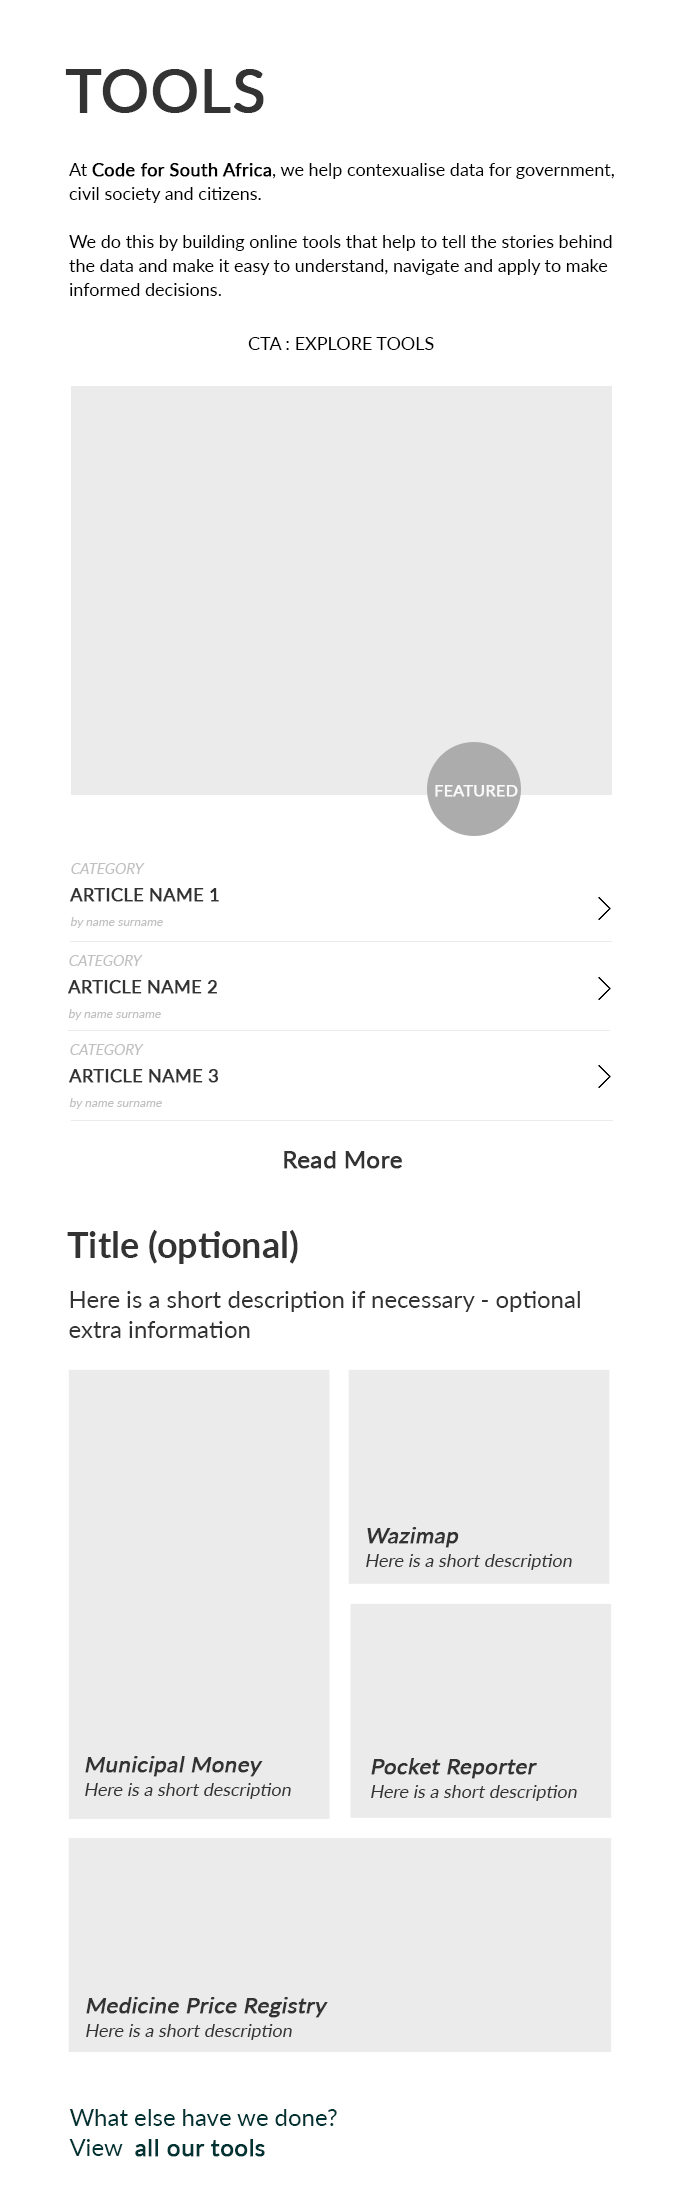 TOOLS
At Code for South Africa, we help contexualise data for government,
civil society and citizens.
We do this by building online tools that help to tell the stories behind
the data and make it easy to understand, navigate and apply to make
informed decisions.
CTA : EXPLORE TOOLS
FEATURED
CATEGORY
ARTICLE NAME 1
by name surname
CATEGORY
ARTICLE NAME 2
by name surname
CATEGORY
ARTICLE NAME 3
by name surname
Read More
Title (optional)
Here is a short description if necessary - optional
extra information
Wazimap
Here is a short description
Municipal Money
Here is a short description
Pocket Reporter
Here is a short description
Medicine Price Registry
Here is a short description
What else have we done?
View all our tools